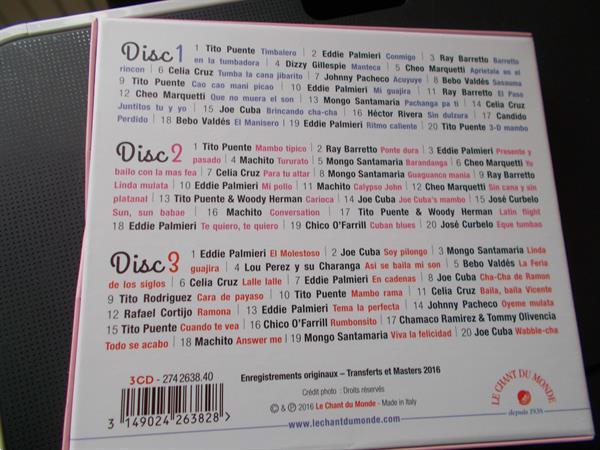 Disc 1 1 Tito Puente Timbalero | 2 Eddie Palmieri Conmigo | 3 Ray Barretto Barretto
en la tumbadora | 4 Dizzy Gillespie Manteca | 5 Cheo Marquetti Aprietala en el
rincon | 6 Celia Cruz Tumba la cana jibarito | 7 Johnny Pacheco Acuyuye | 8 Bebo Valdés Sasauma
9 Tito Puente Cao cao mani picao | 10 Eddie Palmieri Mi guajira | 11 Ray Barretto El Paso
12 Cheo Marquetti Que no muera el son | 13 Mongo Santamaria Pachanga pa ti | 14 Celia Cruz
Juntitos tu y yo | 15 Joe Cuba Brincando cha-cha | 16 Héctor Rivera Sin dulzura | 17 Candido
Perdido | 18 Bebo Valdés El Manisero | 19 Eddie Palmieri Ritmo caliente | 20 Tito Puente 3-D mambo
Disc 2 1 Tito Puente Mambo tipico | 2 Ray Barretto Ponte dura | 3 Eddie Palmieri Presente y
pasado | 4 Machito Tururato | 5 Mongo Santamaria Barandanga | 6 Cheo Marquetti Yo
bailo con la mas fea | 7 Celia Cruz Para tu altar | 8 Mongo Santamaria Guaguanco mania | 9 Ray Barretto
Linda mulata | 10 Eddie Palmieri Mi pollo | 11 Machito Calypso John | 12 Cheo Marquetti Sin cana y sin
platanal | 13 Tito Puente & Woody Herman Carioca | 14 Joe Cuba Joe Cuba's mambo | 15 José Curbelo
Sun, sun babae | 16 Machito Conversation | 17 Tito Puente & Woody Herman Latin flight
18 Eddie Palmieri Te quiero, te quiero | 19 Chico O'Farrill Cuban blues | 20 José Curbelo Eque tumbao
Disc 3 1 Eddie Palmieri El Molestoso | 2 Joe Cuba Soy pilongo | 3 Mongo Santamaria Linda
guajira | 4 Lou Perez y su Charanga Asi se baila mi son | 5 Bebo Valdés La Feria
de los siglos | 6 Celia Cruz Lalle lalle | 7 Eddie Palmieri En cadenas | 8 Joe Cuba Cha-Cha de Ramon
9 Tito Rodriguez Cara de payaso | 10 Tito Puente Mambo rama | 11 Celia Cruz Baila, baila Vicente
12 Rafael Cortijo Ramona | 13 Eddie Palmieri Tema la perfecta | 14 Johnny Pacheco Oyeme mulata
15 Tito Puente Cuando te vea | 16 Chico O'Farrill Rumbonsito | 17 Chamaco Ramirez & Tommy Olivencia
Todo se acabo | 18 Machito Answer me | 19 Mongo Santamaria Viva la felicidad | 20 Joe Cuba Wabble-cha
3CD - 274 2638.40
3 149024 263828
Enregistrements originaux – Transferts et Masters 2016
Crédit photo : Droits réservés
© & ℗ 2016 Le Chant du Monde - Made in Italy
www.lechantdumonde.com
LE CHANT DU MONDE
depuis 1938